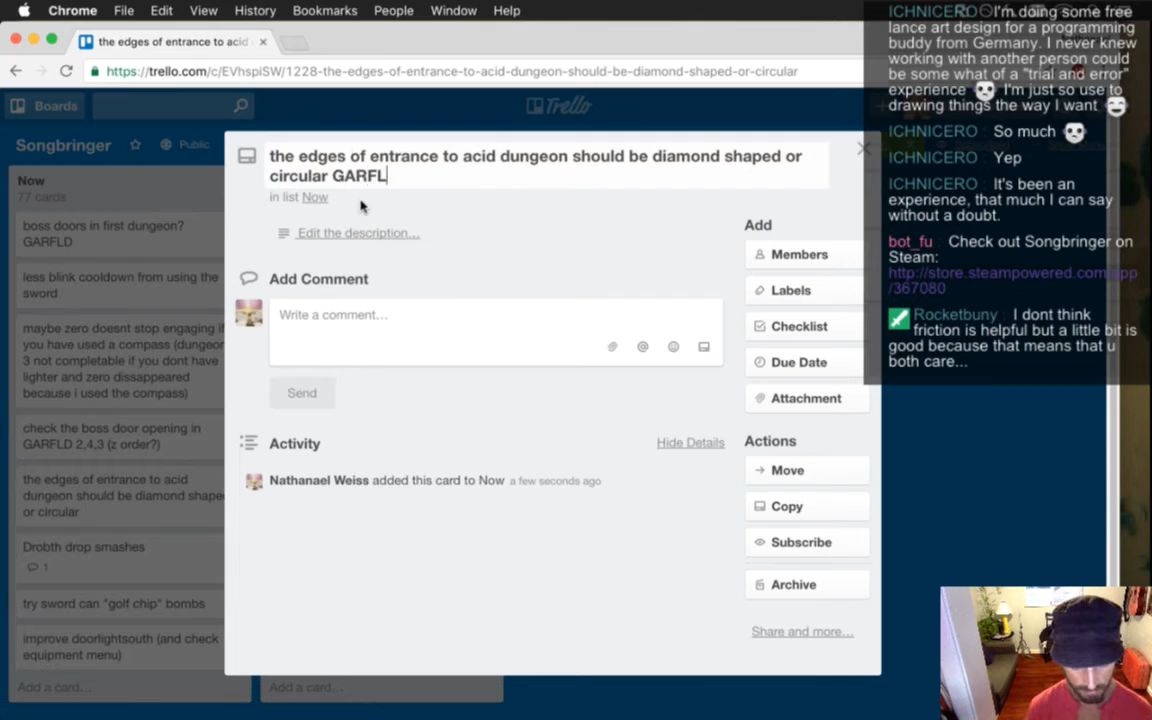 Chrome File Edit View History Bookmarks People Window Help
the edges of entrance to acid
https://trello.com/c/EVhspiSW/1228-the-edges-of-entrance-to-acid-dungeon-should-be-diamond-shaped-or-circular
Boards
Trello
Songbringer
Public
Now
77 cards
boss doors in first dungeon?
GARFLD
less blink cooldown from using the
sword
maybe zero doesnt stop engaging if
you have used a compass (dungeon
3 not completable if you dont have
lighter and zero dissappeared
because i used the compass)
check the boss door opening in
GARFLD 2,4,3 (z order?)
the edges of entrance to acid
dungeon should be diamond shape
or circular
Drobth drop smashes
1
try sword can "golf chip" bombs
improve doorlightsouth (and check
equipment menu)
Add a card…
Add a card…
the edges of entrance to acid dungeon should be diamond shaped or
circular GARFL
in list Now
Edit the description…
Add Comment
Write a comment…
Send
Activity
Hide Details
Nathanael Weiss added this card to Now a few seconds ago
Add
Members
Labels
Checklist
Due Date
Attachment
Actions
Move
Copy
Subscribe
Archive
Share and more…
ICHNICERO : I'm doing some free
lance art design for a programming
buddy from Germany. I never knew
working with another person could
be some what of a "trial and error"
experience I'm just so use to
drawing things the way I want
ICHNICERO : So much
ICHNICERO : Yep
ICHNICERO : It's been an
experience, that much I can say
without a doubt.
bot_fu : Check out Songbringer on
Steam:
http://store.steampowered.com/app
/367080
Rocketbuny : I dont think
friction is helpful but a little bit is
good because that means that u
both care...